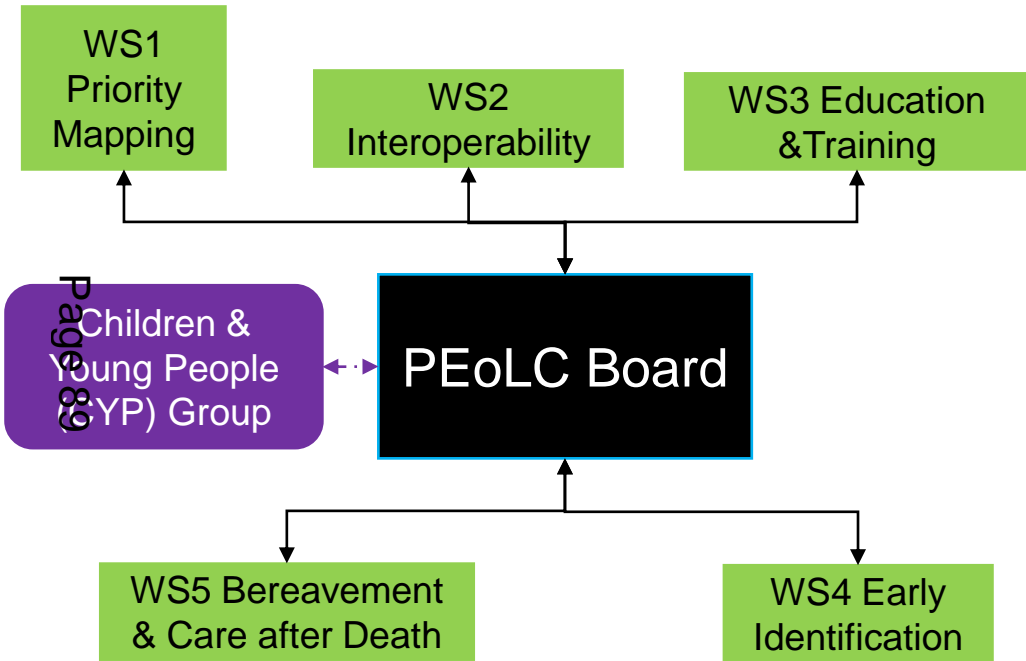 WS1
Priority
Mapping
WS2
Interoperability
WS3 Education
&Training
Page 89
Children &
Young People
(CYP) Group
PEoLC Board
WS5 Bereavement
& Care after Death
WS4 Early
Identification